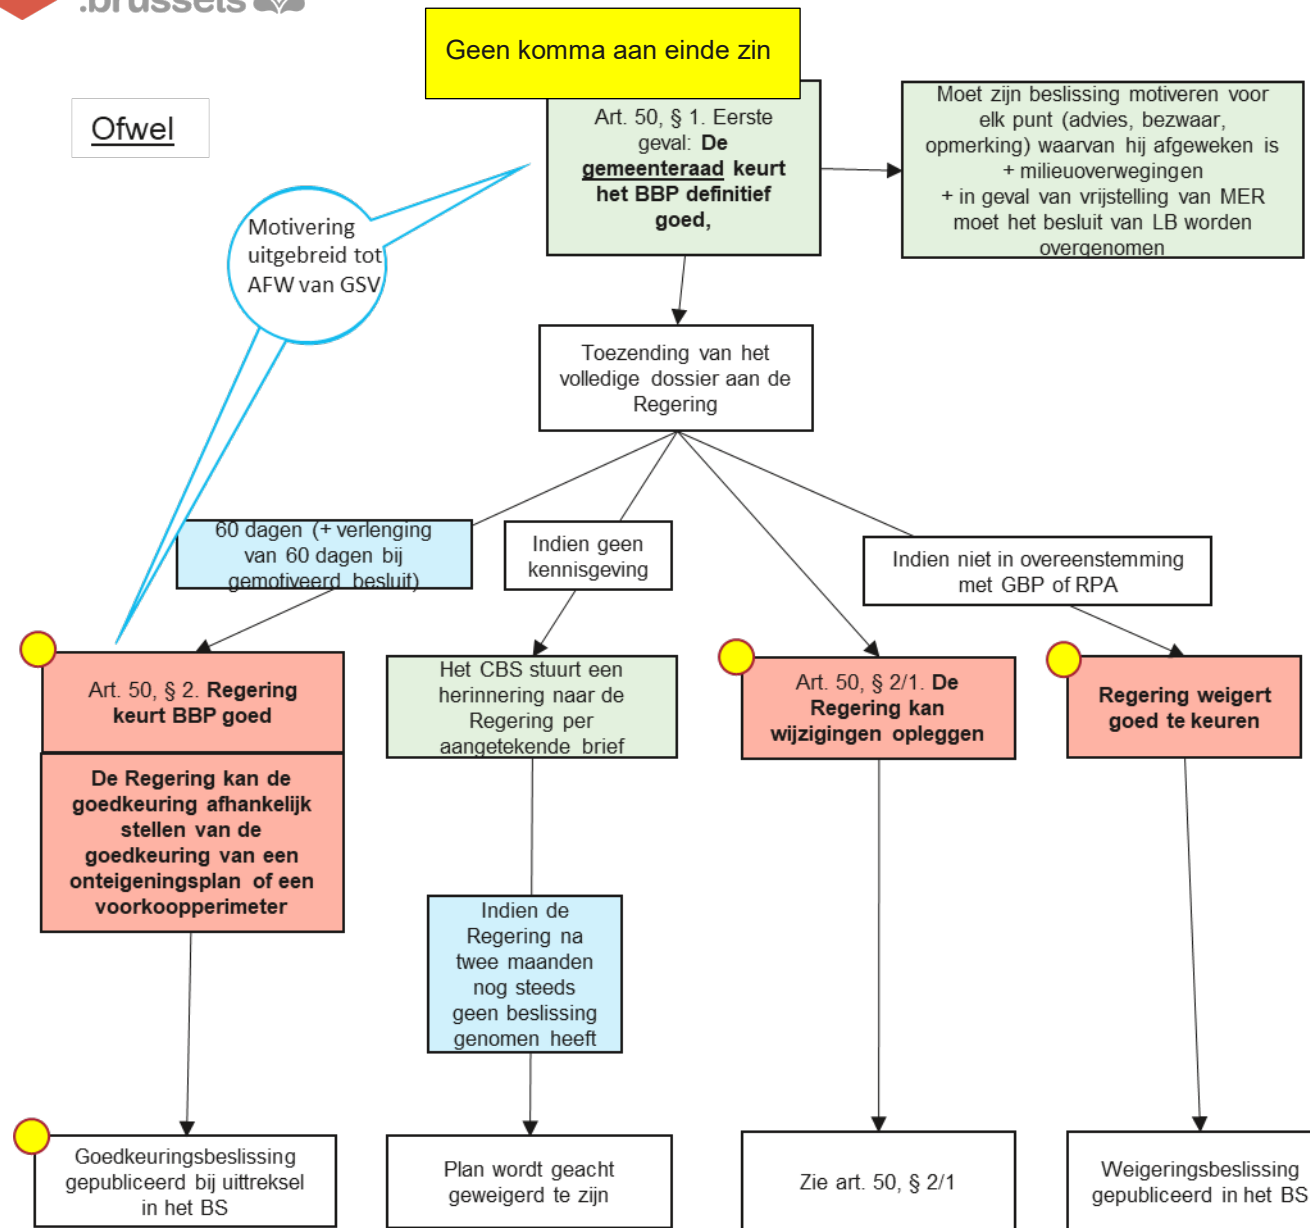 .brussels
Geen komma aan einde zin
Ofwel
Art. 50, § 1. Eerste
geval: De
gemeenteraad keurt
het BBP definitief
goed,
Moet zijn beslissing motiveren voor
elk punt (advies, bezwaar,
opmerking) waarvan hij afgeweken is
+ milieuoverwegingen
+ in geval van vrijstelling van MER
moet het besluit van LB worden
overgenomen
Motivering
uitgebreid tot
AFW van GSV
Toezending van het
volledige dossier aan de
Regering
60 dagen (+ verlenging
van 60 dagen bij
gemotiveerd besluit)
Indien geen
kennisgeving
Indien niet in overeenstemming
met GBP of RPA
Art. 50, § 2. Regering
keurt BBP goed
De Regering kan de
goedkeuring afhankelijk
stellen van de
goedkeuring van een
onteigeningsplan of een
voorkoopperimeter
Het CBS stuurt een
herinnering naar de
Regering per
aangetekende brief
Art. 50, § 2/1. De
Regering kan
wijzigingen opleggen
Regering weigert
goed te keuren
Indien de
Regering na
twee maanden
nog steeds
geen beslissing
genomen heeft
Goedkeuringsbeslissing
gepubliceerd bij uittreksel
in het BS
Plan wordt geacht
geweigerd te zijn
Zie art. 50, § 2/1
Weigeringsbeslissing
gepubliceerd in het BS